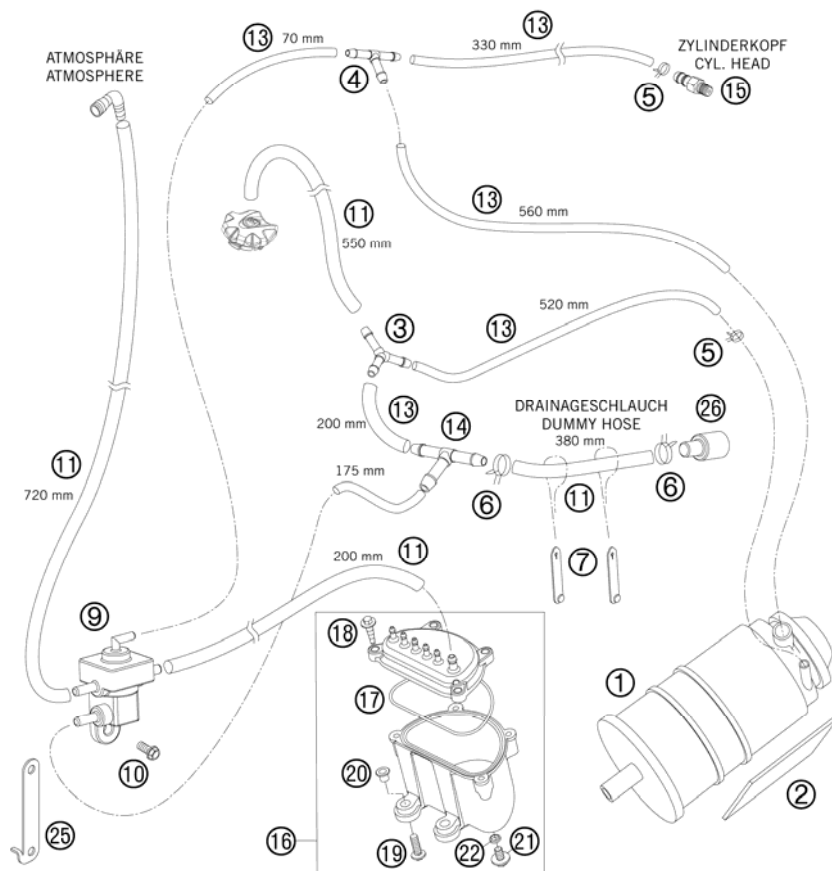 13
70 mm
4
13
330 mm
ZYLINDERKOPF
CYL. HEAD
5
15
ATMOSPHÄRE
ATMOSPHERE
11
550 mm
13
560 mm
3
13
520 mm
5
13
200 mm
14
DRAINAGESCHLAUCH
DUMMY HOSE
380 mm
26
11
720 mm
175 mm
6
11
6
7
200 mm
11
9
10
25
18
17
20
16
19
22
21
1
2